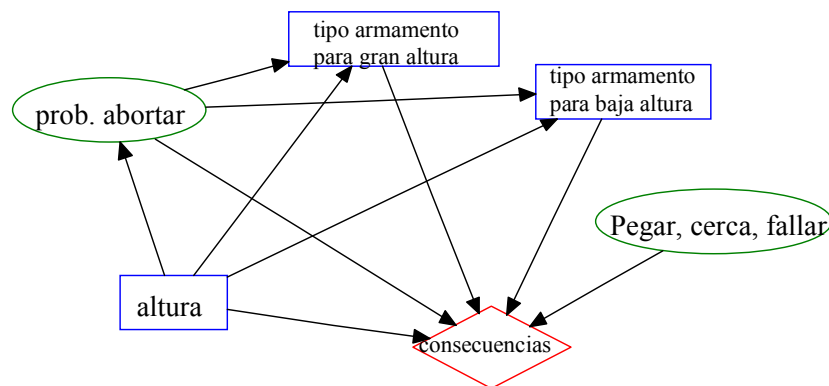 tipo armamento
para gran altura
tipo armamento
para baja altura
prob. abortar
Pegar, cerca, fallar
altura
consecuencias